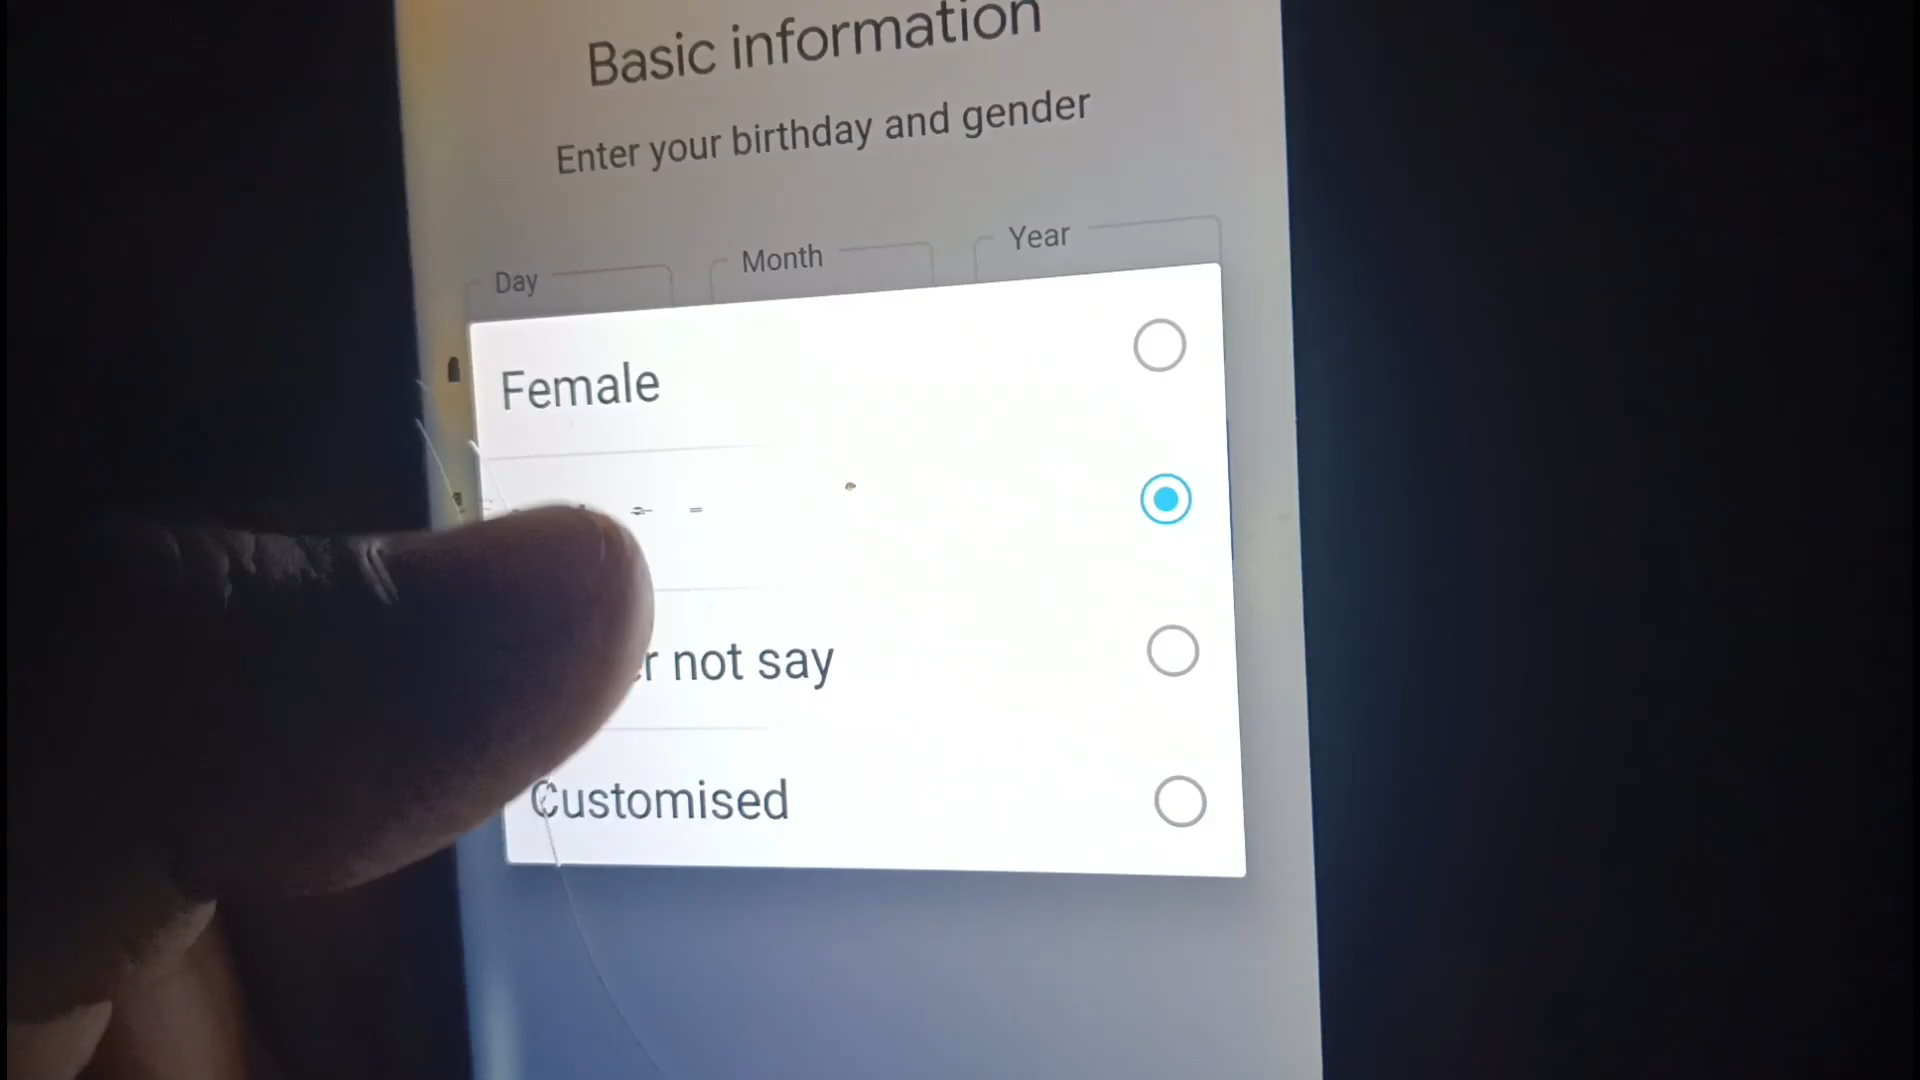 Basic information
Enter your birthday and gender
Day Month Year
Female
not say
Customised